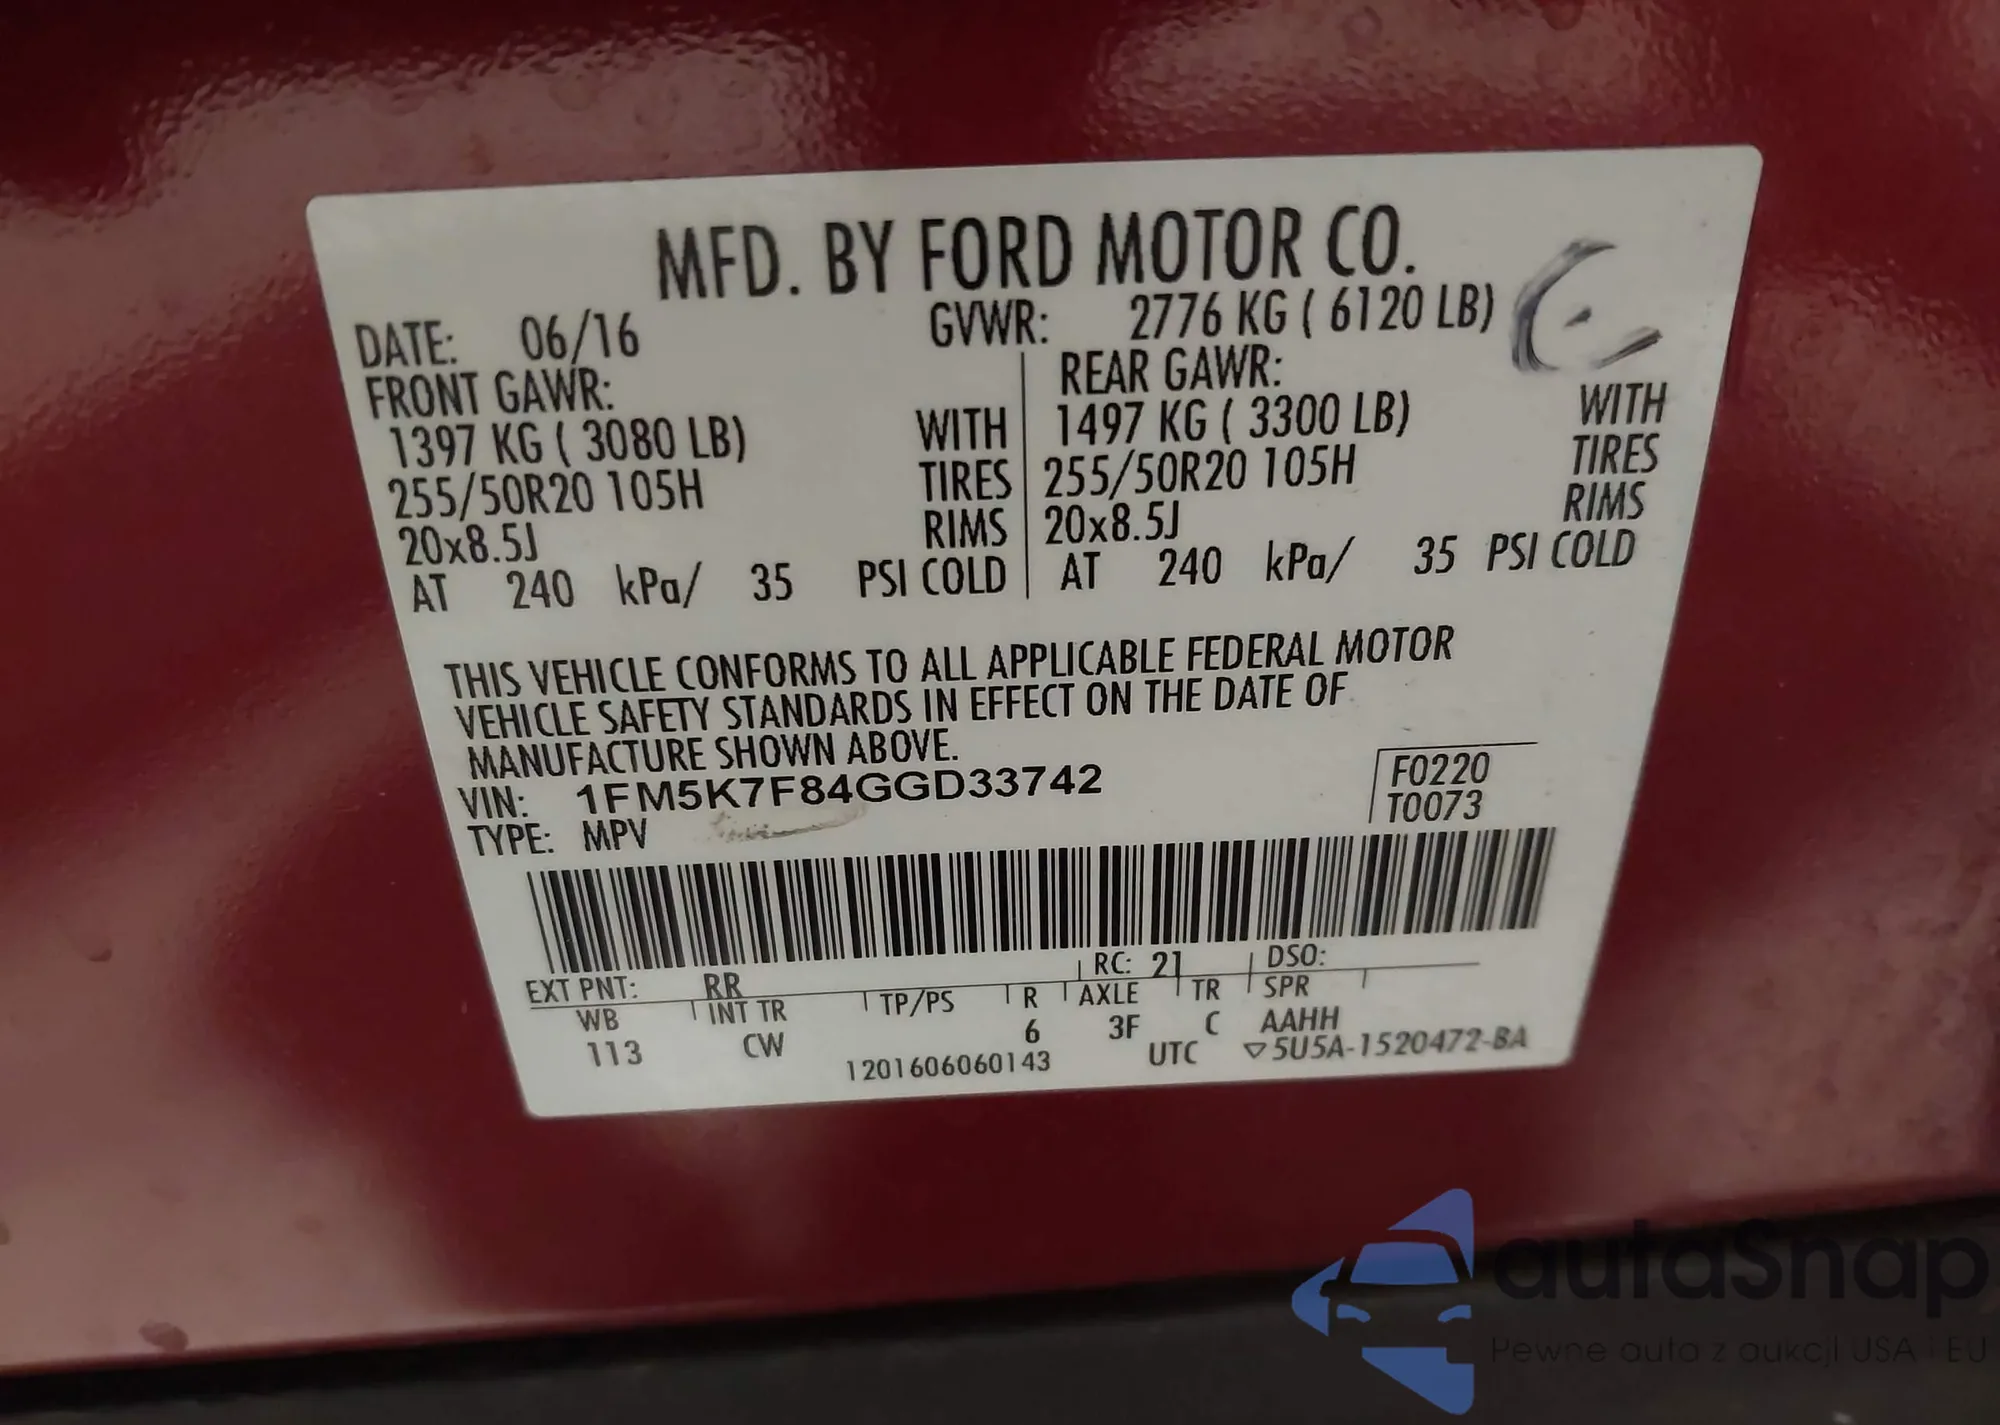 MFD. BY FORD MOTOR CO.
DATE: 06/16 GVWR: 2776 KG ( 6120 LB)
FRONT GAWR: REAR GAWR:
1397 KG ( 3080 LB) WITH 1497 KG ( 3300 LB) WITH
255/50R20 105H TIRES 255/50R20 105H TIRES
20x8.5J RIMS 20x8.5J RIMS
AT 240 kPa/ 35 PSI COLD AT 240 kPa/ 35 PSI COLD
THIS VEHICLE CONFORMS TO ALL APPLICABLE FEDERAL MOTOR
VEHICLE SAFETY STANDARDS IN EFFECT ON THE DATE OF
MANUFACTURE SHOWN ABOVE.
VIN: 1FM5K7F84GGD33742 F0220
TYPE: MPV T0073
EXT PNT: RR RC: 21 DSO:
WB INT TR TP/PS R AXLE TR SPR
113 CW 6 3F C AAHH
1201606060143 UTC ▽5U5A-1520472-BA
autaSnap
Pewne auta z aukcji USA i EU